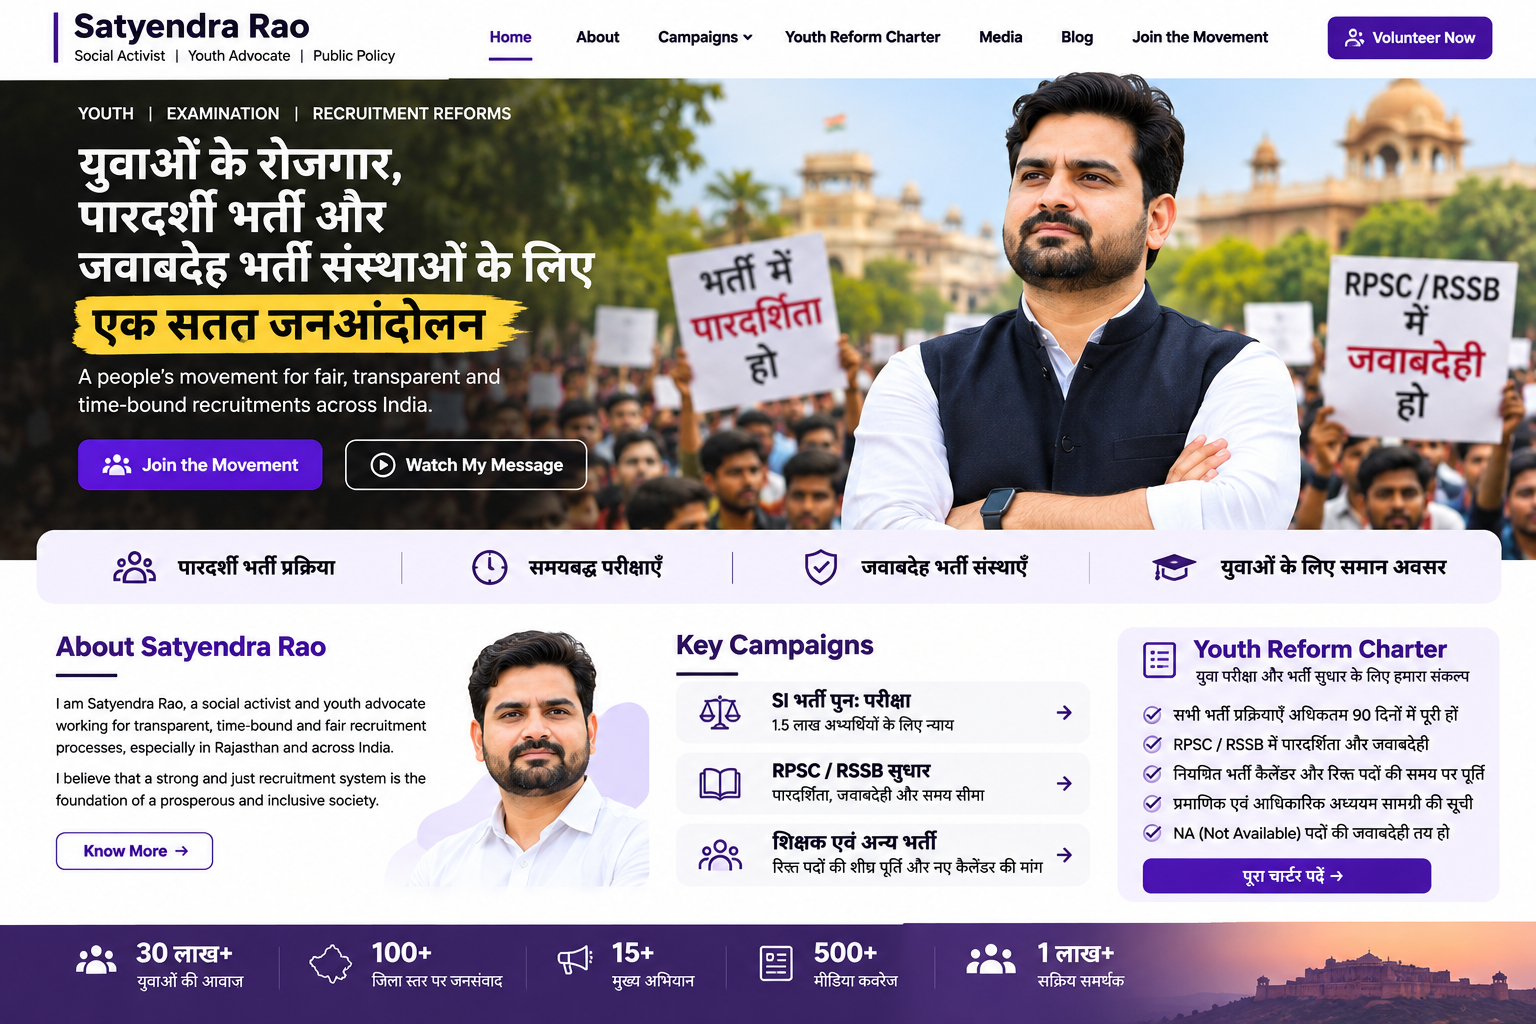 Satyendra Rao
Social Activist | Youth Advocate | Public Policy
Home
About
Campaigns
Youth Reform Charter
Media
Blog
Join the Movement
Volunteer Now
YOUTH | EXAMINATION | RECRUITMENT REFORMS
युवाओं के रोजगार,
पारदर्शी भर्ती और
जवाबदेह भर्ती संस्थाओं के लिए
एक सतत जनआंदोलन
A people's movement for fair, transparent and
time-bound recruitments across India.
Join the Movement
Watch My Message
भर्ती में
पारदर्शिता
हो
RPSC / RSSB
में
जवाबदेही
हो
पारदर्शी भर्ती प्रक्रिया
समयबद्ध परीक्षाएँ
जवाबदेह भर्ती संस्थाएँ
युवाओं के लिए समान अवसर
About Satyendra Rao
I am Satyendra Rao, a social activist and youth advocate
working for transparent, time-bound and fair recruitment
processes, especially in Rajasthan and across India.
I believe that a strong and just recruitment system is the
foundation of a prosperous and inclusive society.
Know More →
Key Campaigns
SI भर्ती पुन: परीक्षा
1.5 लाख अभ्यर्थियों के लिए न्याय
RPSC / RSSB सुधार
पारदर्शिता, जवाबदेही और समय सीमा
शिक्षक एवं अन्य भर्ती
रिक्त पदों की शीघ्र पूर्ति और नए कैलेंडर की मांग
Youth Reform Charter
युवा परीक्षा और भर्ती सुधार के लिए हमारा संकल्प
सभी भर्ती प्रक्रियाएँ अधिकतम 90 दिनों में पूरी हों
RPSC / RSSB में पारदर्शिता और जवाबदेही
भर्ती कैलेंडर और रिक्त पदों की समय पर पूर्ति
प्रमाणिक एवं आधिकारिक अध्ययम सामग्री की सूची
NA (Not Available) पदों की जवाबदेही तय हो
पूरा चार्टर पदें →
30 लाख+
युवाओं की आवाज
100+
जिला स्तर पर जनसंवाद
15+
मुख्य अभियान
500+
मीडिया कवरेज
1 लाख+
सक्रिय समर्थक